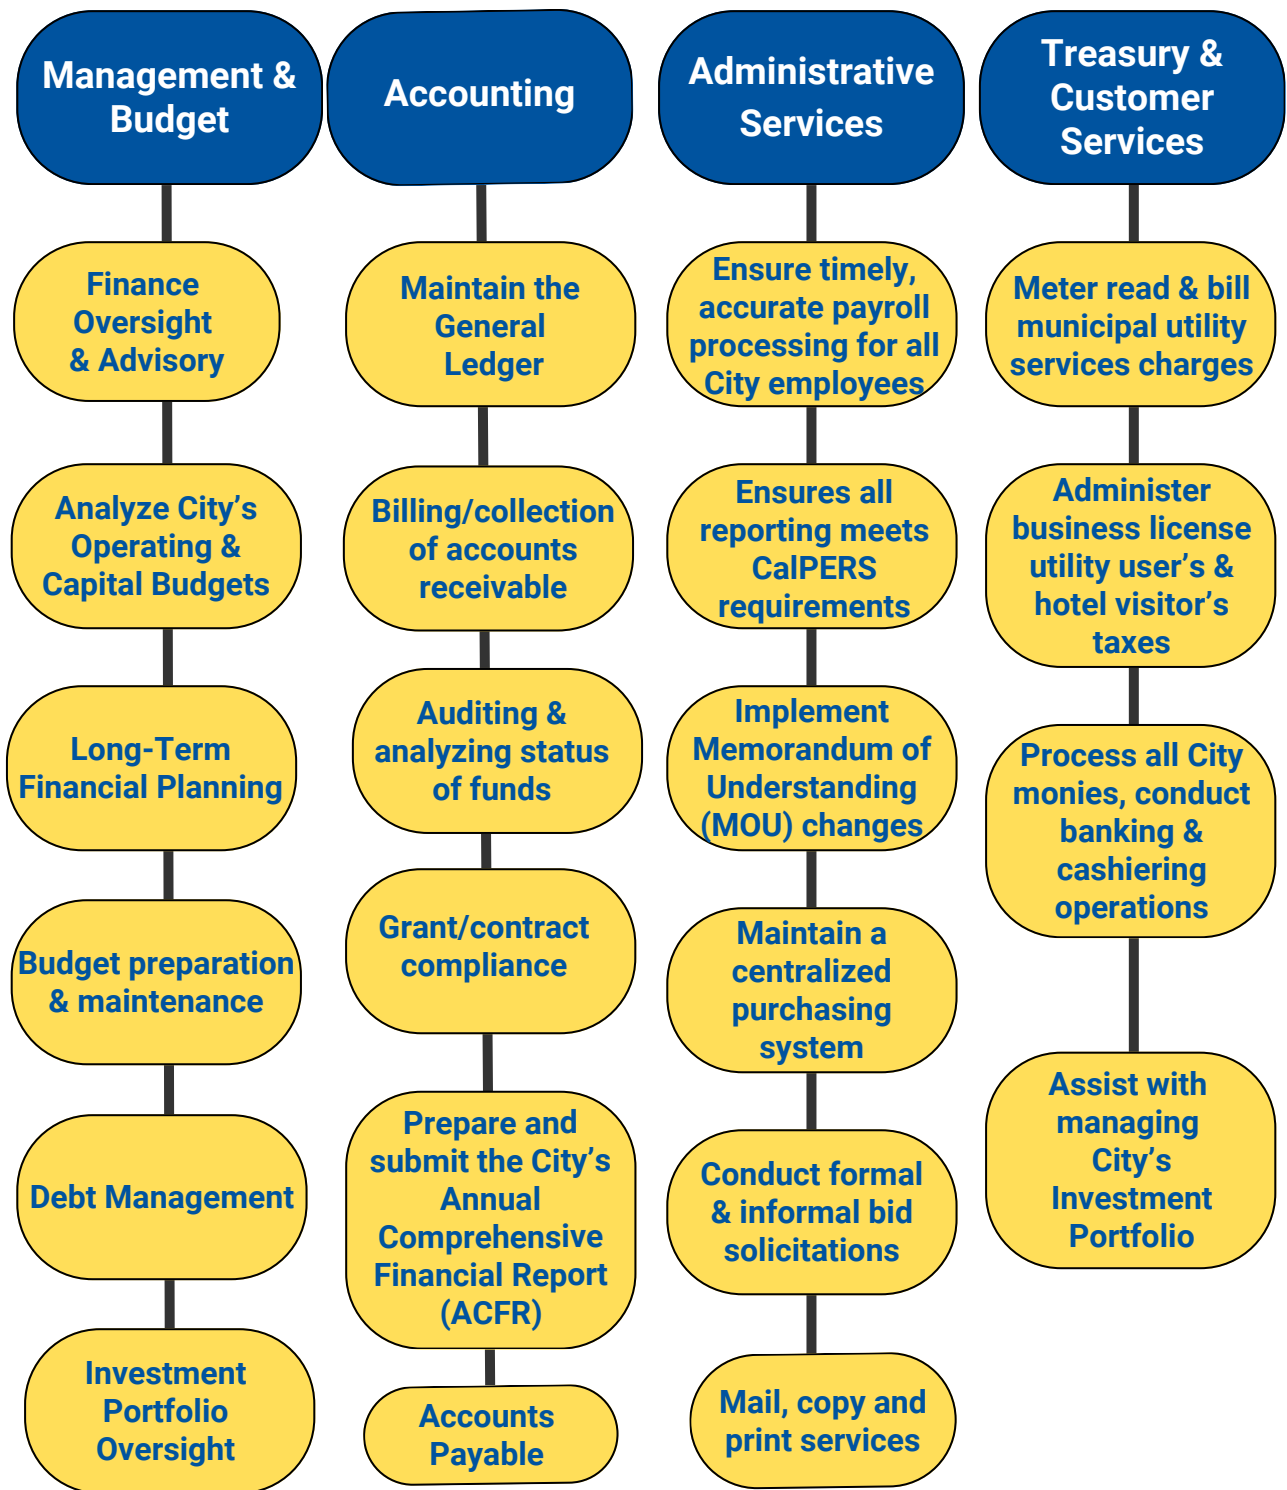 Management &
Budget
Finance
Oversight
& Advisory
Analyze City’s
Operating &
Capital Budgets
Long-Term
Financial Planning
Budget preparation
& maintenance
Debt Management
Investment
Portfolio
Oversight
Accounting
Maintain the
General
Ledger
Billing/collection
of accounts
receivable
Auditing &
analyzing status
of funds
Grant/contract
compliance
Prepare and
submit the City’s
Annual
Comprehensive
Financial Report
(ACFR)
Accounts
Payable
Administrative
Services
Ensure timely,
accurate payroll
processing for all
City employees
Ensures all
reporting meets
CalPERS
requirements
Implement
Memorandum of
Understanding
(MOU) changes
Maintain a
centralized
purchasing
system
Conduct formal
& informal bid
solicitations
Mail, copy and
print services
Treasury &
Customer
Services
Meter read & bill
municipal utility
services charges
Administer
business license
utility user’s &
hotel visitor’s
taxes
Process all City
monies, conduct
banking &
cashiering
operations
Assist with
managing
City’s
Investment
Portfolio